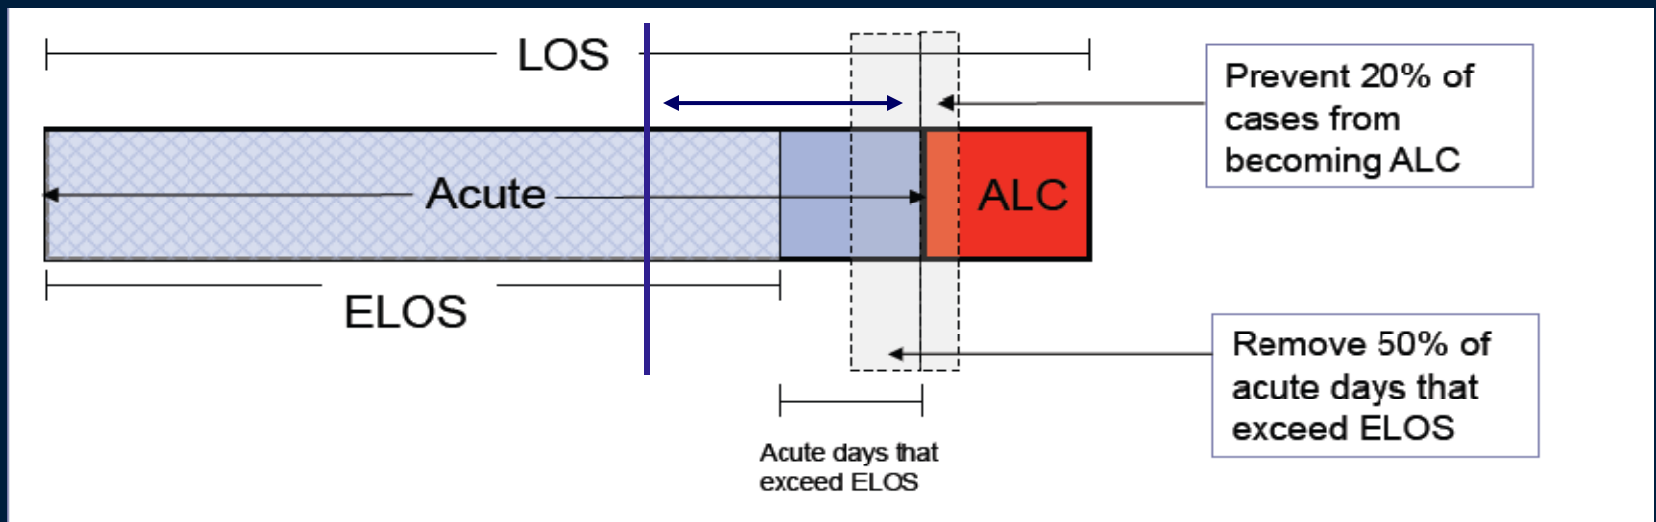 LOS
Prevent 20% of
cases from
becoming ALC
Acute
ALC
ELOS
Remove 50% of
acute days that
exceed ELOS
Acute days that
exceed ELOS